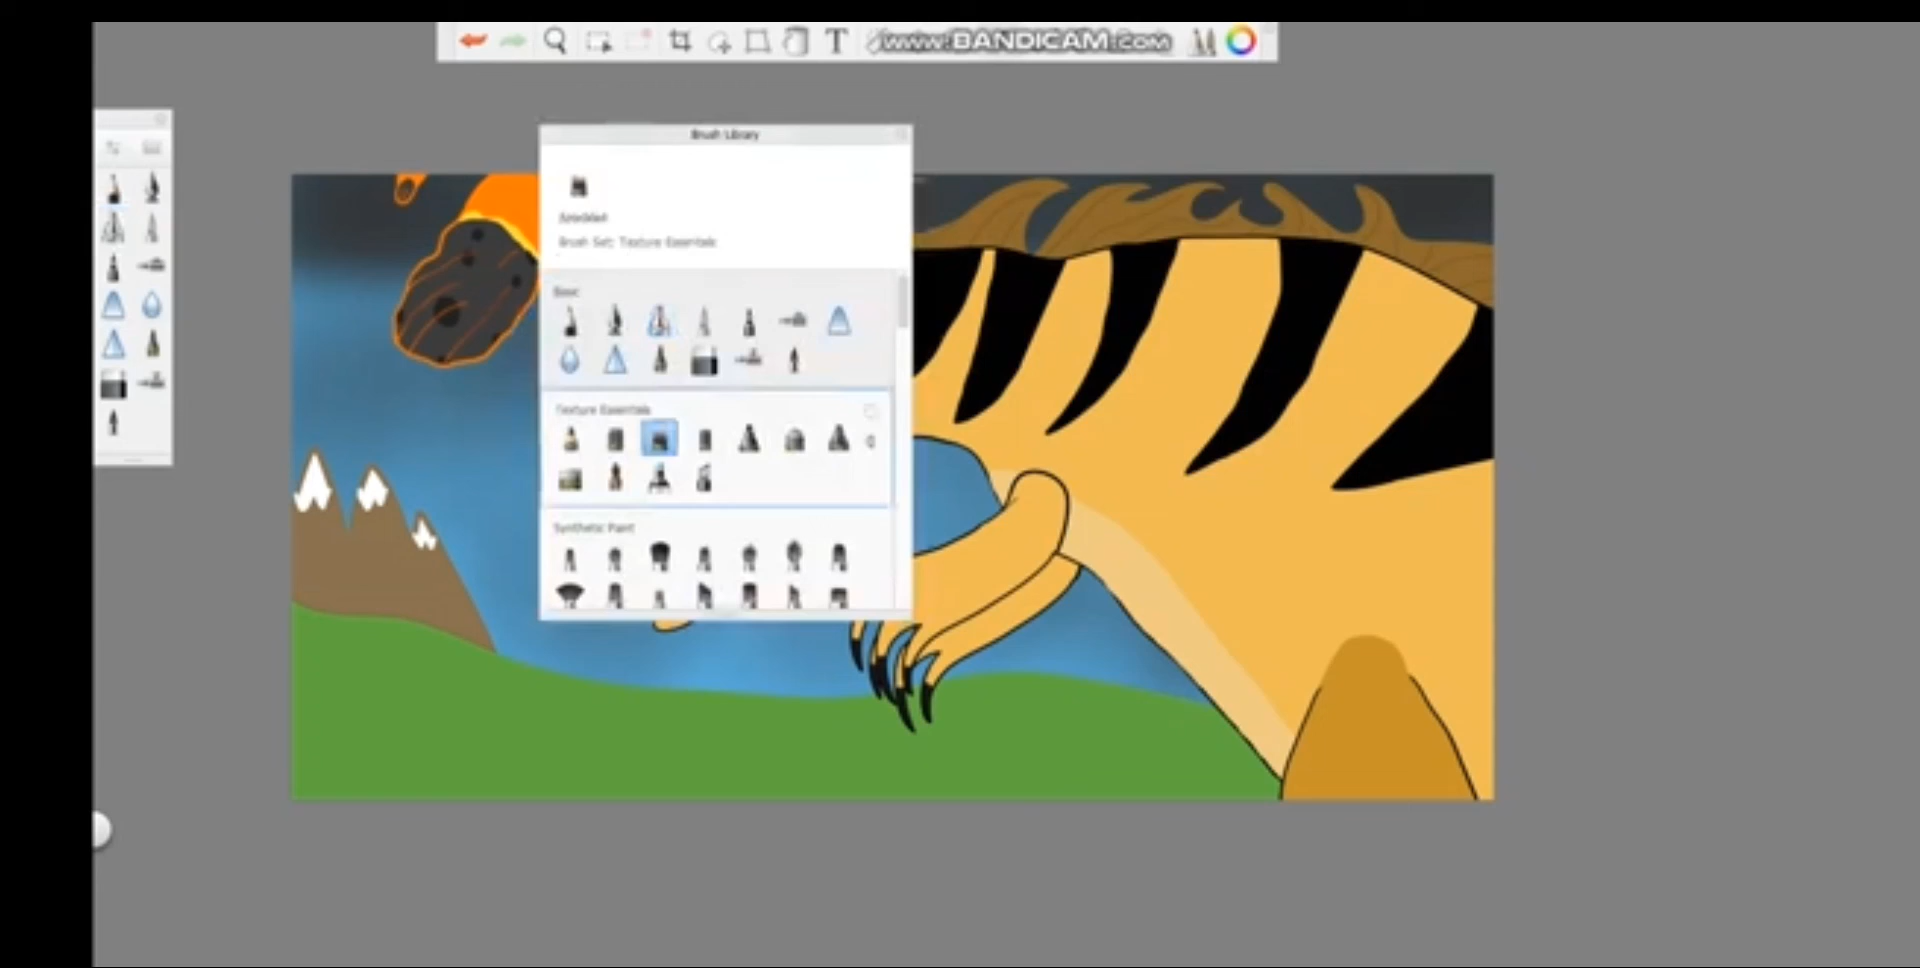 T
www.BANDICAM.com
Brush Library
Brush Set: Texture Essentials
Basic
Texture Essentials
Synthetic Paint